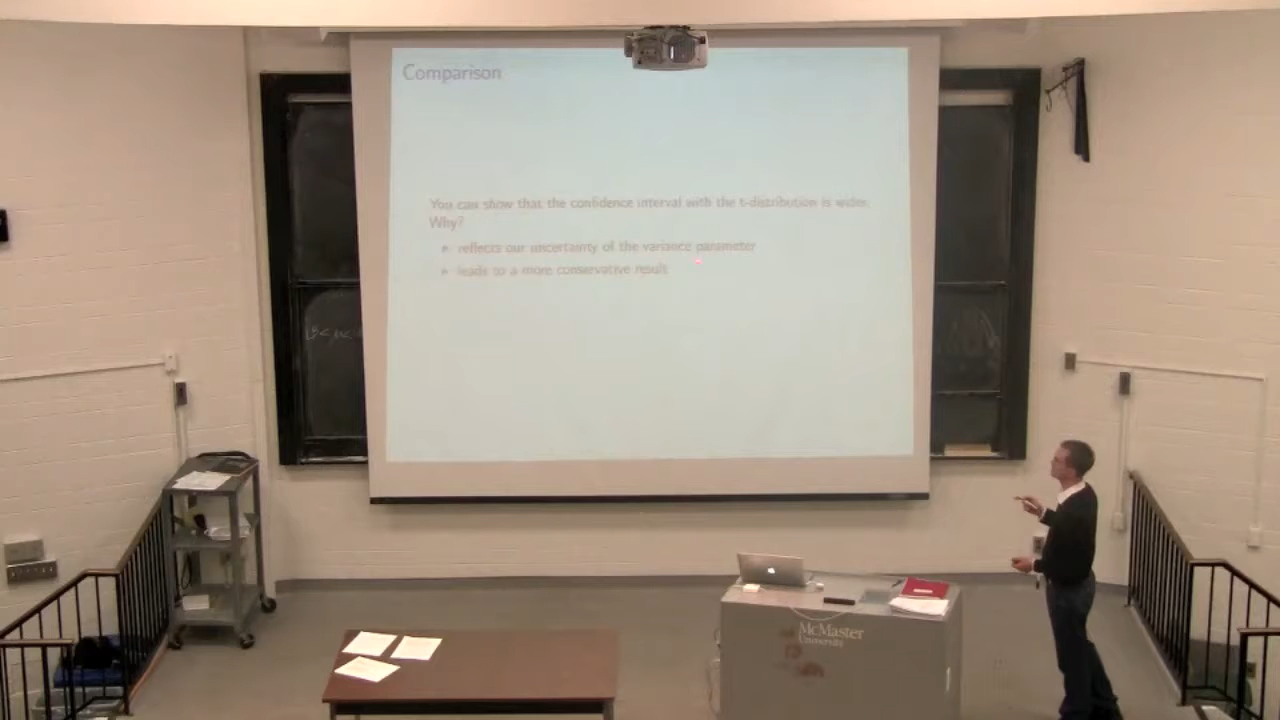 Comparison
You can show that the confidence interval with the t-distribution is wider.
Why?
reflects our uncertainty of the variance parameter
leads to a more conservative result
McMaster
University